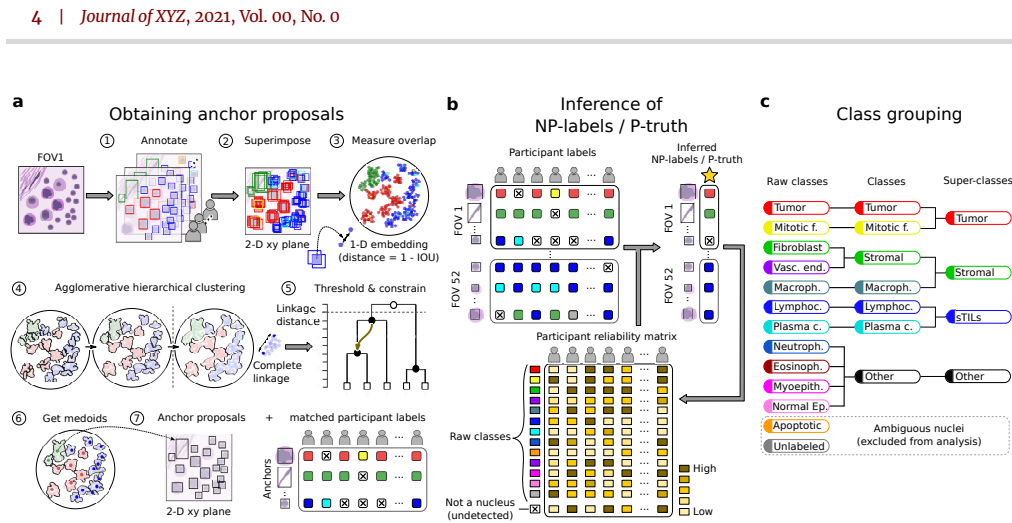 4 | Journal of XYZ, 2021, Vol. 00, No. 0
a
Obtaining anchor proposals
FOV1
1 Annotate
2 Superimpose
3 Measure overlap
2-D xy plane
1-D embedding
(distance = 1 - IOU)
4 Agglomerative hierarchical clustering
5 Threshold & constrain
Linkage
distance
Complete
linkage
6 Get medoids
7 Anchor proposals
+ matched participant labels
2-D xy plane
Anchors
b
Inference of
NP-labels / P-truth
Participant labels
Inferred
NP-labels / P-truth
FOV 1
FOV 52
FOV 1
FOV 52
Participant reliability matrix
Raw classes
Not a nucleus
(undetected)
High
Low
c
Class grouping
Raw classes
Classes
Super-classes
Tumor
Mitotic f.
Fibroblast
Vasc. end.
Macroph.
Lymphoc.
Plasma c.
Neutroph.
Eosinoph.
Myoepith.
Normal Ep.
Apoptotic
Unlabeled
Tumor
Mitotic f.
Stromal
Macroph.
Lymphoc.
Plasma c.
Other
Tumor
Stromal
sTILs
Other
Ambiguous nuclei
(excluded from analysis)